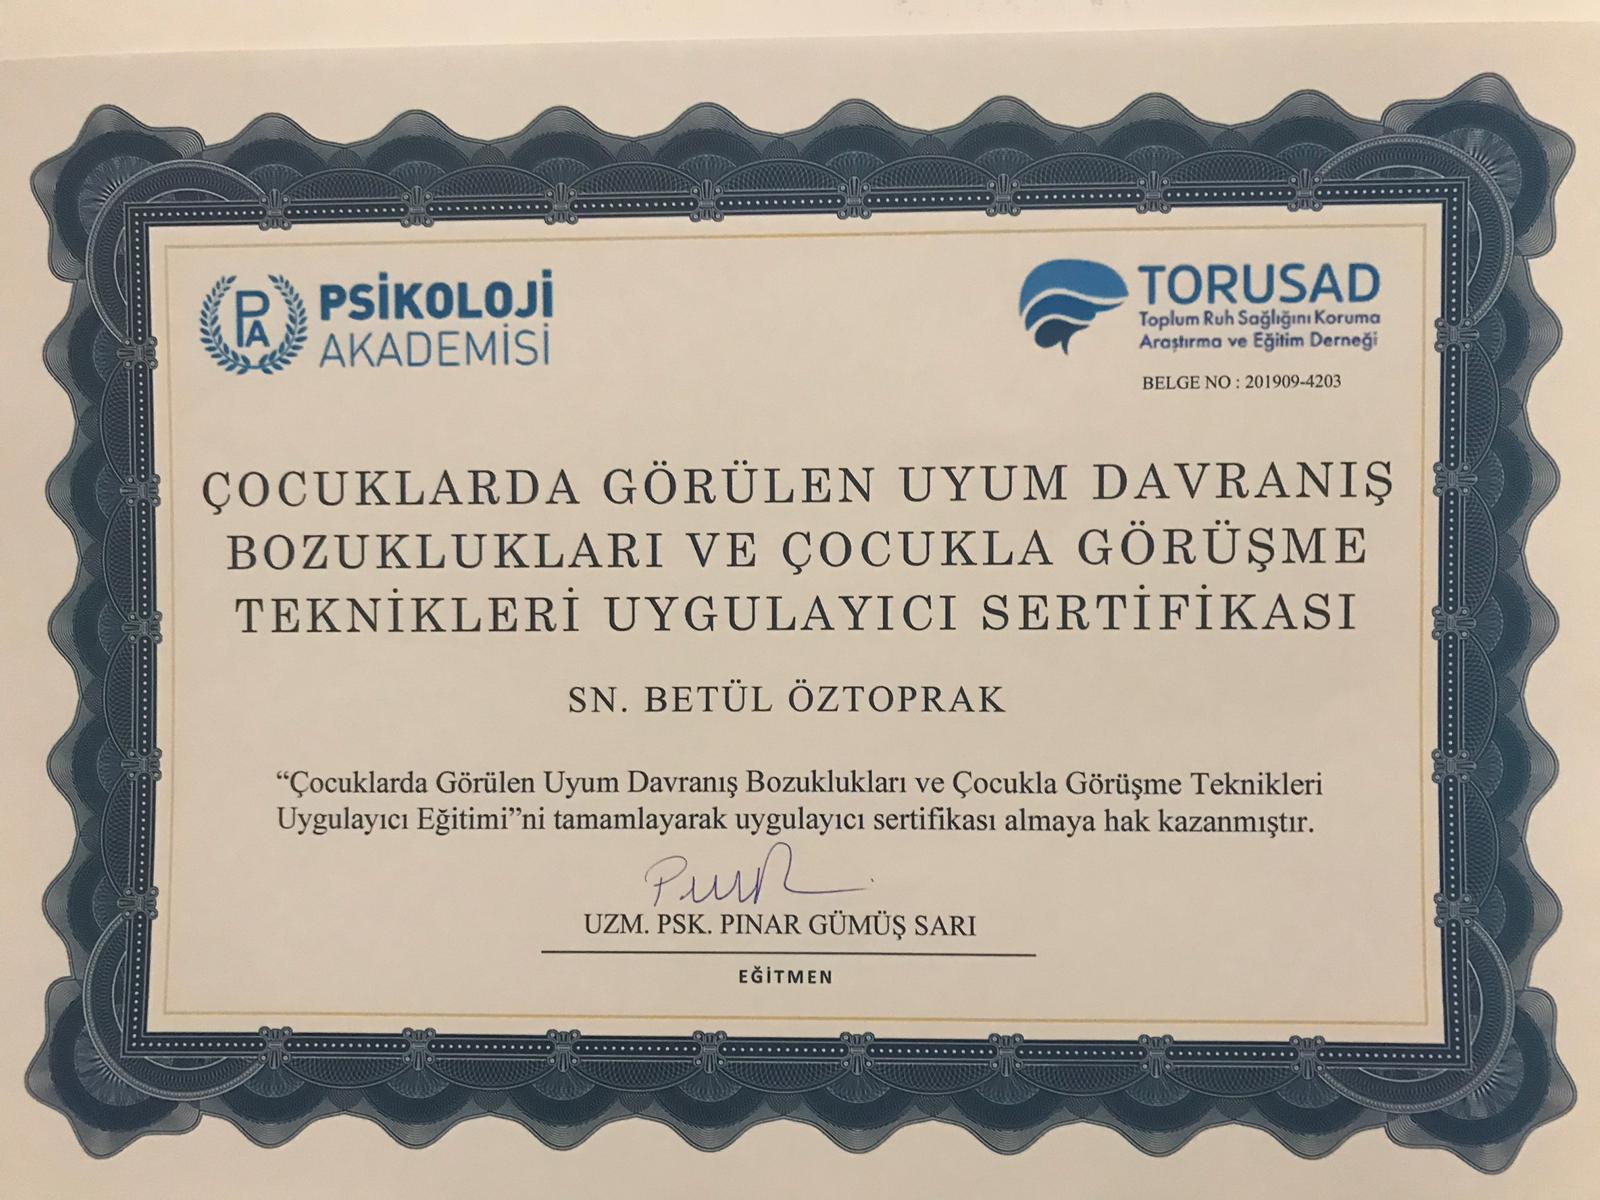 PSİKOLOJİ
AKADEMİSİ
PA
TORUSAD
Toplum Ruh Sağlığını Koruma
Araştırma ve Eğitim Derneği
BELGE NO : 201909-4203
ÇOCUKLARDA GÖRÜLEN UYUM DAVRANIŞ
BOZUKLUKLARI VE ÇOCUKLA GÖRÜŞME
TEKNİKLERİ UYGULAYICI SERTİFİKASI
SN. BETÜL ÖZTOPRAK
“Çocuklarda Görülen Uyum Davranış Bozuklukları ve Çocukla Görüşme Teknikleri
Uygulayıcı Eğitimi”ni tamamlayarak uygulayıcı sertifikası almaya hak kazanmıştır.
UZM. PSK. PINAR GÜMÜŞ SARI
EĞİTMEN